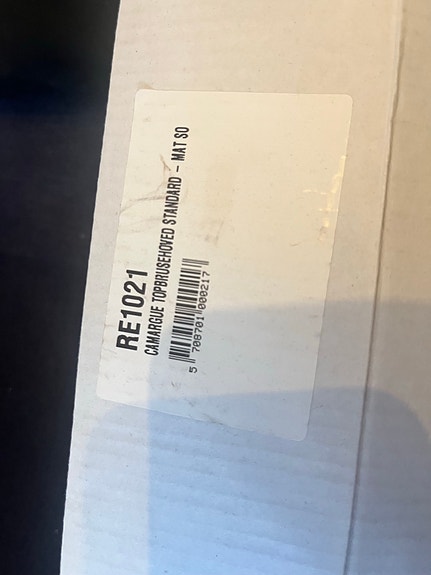 RE1021
CAMARGUE TOPBRUSEHOVED STANDARD - MAT SO
5 708701 000217